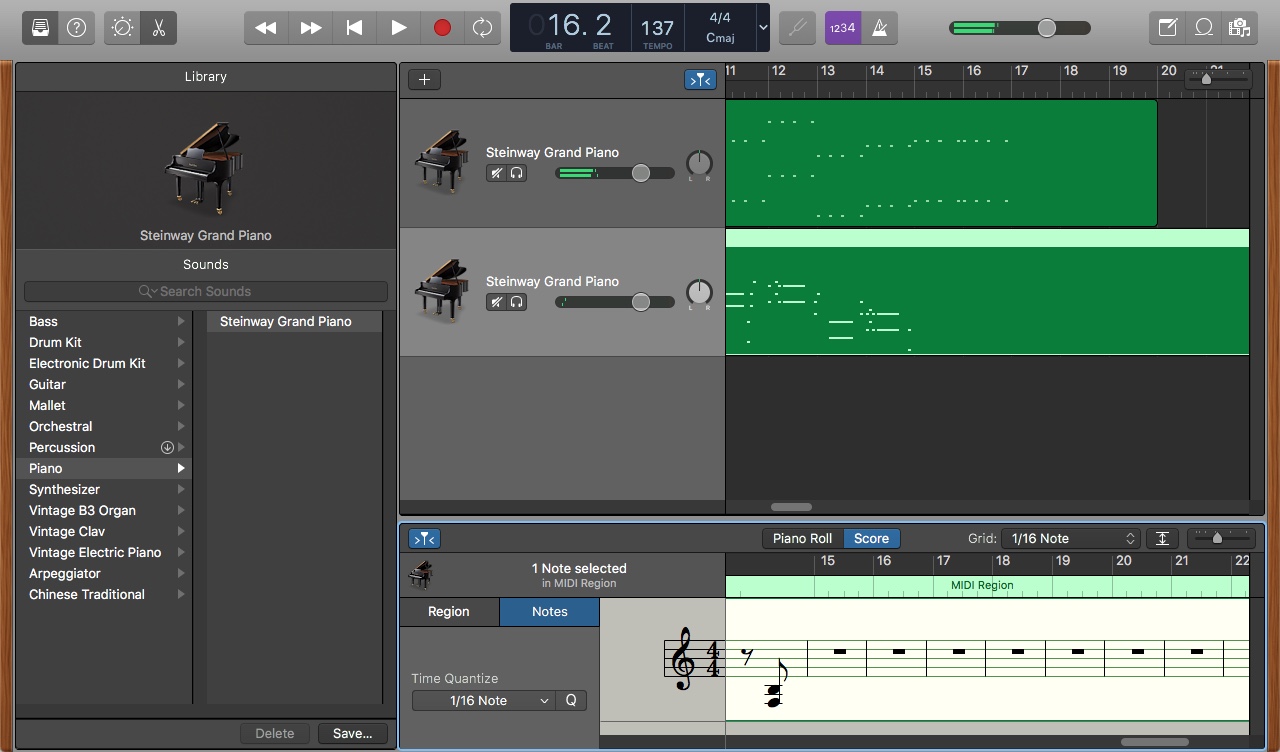 016.2
BAR BEAT
137
TEMPO
4/4
Cmaj
1234
Library
Steinway Grand Piano
Sounds
Search Sounds
Bass
Drum Kit
Electronic Drum Kit
Guitar
Mallet
Orchestral
Percussion
Piano
Synthesizer
Vintage B3 Organ
Vintage Clav
Vintage Electric Piano
Arpeggiator
Chinese Traditional
Steinway Grand Piano
Delete Save...
11 12 13 14 15 16 17 18 19 20 21
Steinway Grand Piano
L R
Steinway Grand Piano
L R
Piano Roll Score
Grid: 1/16 Note
1 Note selected
in MIDI Region
15 16 17 18 19 20 21 22
MIDI Region
Region Notes
Time Quantize
1/16 Note Q
4
4